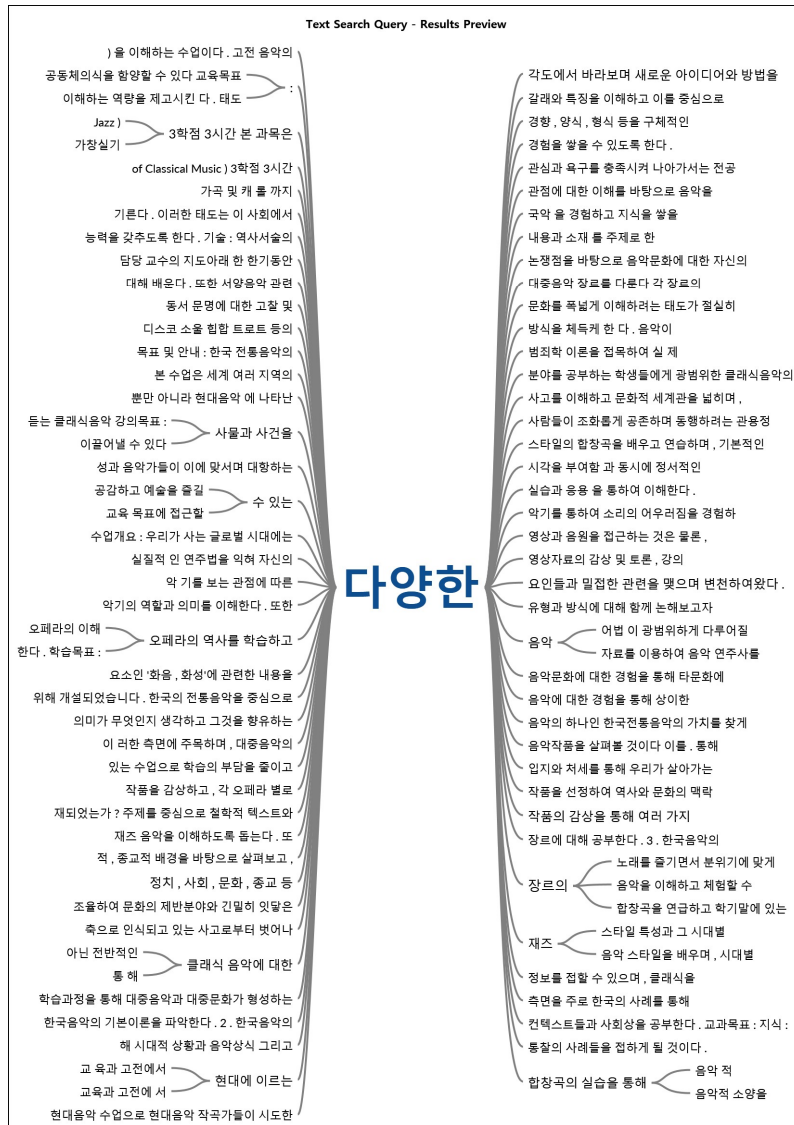 Text Search Query - Results Preview
) 을 이해하는 수업이다 . 고전 음악의
공동체의식을 함양할 수 있다 교육목표
이해하는 역량을 제고시킨 다 . 태도
:
Jazz )
가창실기
3학점 3시간 본 과목은
of Classical Music ) 3학점 3시간
가곡 및 캐 롤 까지
기른다 . 이러한 태도는 이 사회에서
능력을 갖추도록 한다 . 기술 : 역사서술의
담당 교수의 지도아래 한 한기동안
대해 배운다 . 또한 서양음악 관련
동서 문명에 대한 고찰 및
디스코 소울 힙합 트로트 등의
목표 및 안내 : 한국 전통음악의
본 수업은 세계 여러 지역의
뿐만 아니라 현대음악 에 나타난
듣는 클래식음악 강의목표 :
이끌어낼 수 있다
사물과 사건을
성과 음악가들이 이에 맞서며 대항하는
공감하고 예술을 즐길
교육 목표에 접근할
수 있는
수업개요 : 우리가 사는 글로벌 시대에는
실질적 인 연주법을 익혀 자신의
악 기를 보는 관점에 따른
악기의 역할과 의미를 이해한다 . 또한
오페라의 이해
한다 . 학습목표 :
오페라의 역사를 학습하고
요소인 '화음 , 화성'에 관련한 내용을
위해 개설되었습니다 . 한국의 전통음악을 중심으로
의미가 무엇인지 생각하고 그것을 향유하는
이 러한 측면에 주목하며 , 대중음악의
있는 수업으로 학습의 부담을 줄이고
작품을 감상하고 , 각 오페라 별로
재되었는가 ? 주제를 중심으로 철학적 텍스트와
재즈 음악을 이해하도록 돕는다 . 또
적 , 종교적 배경을 바탕으로 살펴보고 ,
정치 , 사회 , 문화 , 종교 등
조율하여 문화의 제반분야와 긴밀히 잇닿은
축으로 인식되고 있는 사고로부터 벗어나
아닌 전반적인
통 해
클래식 음악에 대한
학습과정을 통해 대중음악과 대중문화가 형성하는
한국음악의 기본이론을 파악한다 . 2 . 한국음악의
해 시대적 상황과 음악상식 그리고
교 육과 고전에서
교육과 고전에 서
현대에 이르는
현대음악 수업으로 현대음악 작곡가들이 시도한
다양한
각도에서 바라보며 새로운 아이디어와 방법을
갈래와 특징을 이해하고 이를 중심으로
경향 , 양식 , 형식 등을 구체적인
경험을 쌓을 수 있도록 한다 .
관심과 욕구를 충족시켜 나아가서는 전공
관점에 대한 이해를 바탕으로 음악을
국악 을 경험하고 지식을 쌓을
내용과 소재 를 주제로 한
논쟁점을 바탕으로 음악문화에 대한 자신의
대중음악 장르를 다룬다 각 장르의
문화를 폭넓게 이해하려는 태도가 절실히
방식을 체득케 한 다 . 음악이
범죄학 이론을 접목하여 실 제
분야를 공부하는 학생들에게 광범위한 클래식음악의
사고를 이해하고 문화적 세계관을 넓히며 ,
사람들이 조화롭게 공존하며 동행하려는 관용정
스타일의 합창곡을 배우고 연습하며 , 기본적인
시각을 부여함 과 동시에 정서적인
실습과 응용 을 통하여 이해한다 .
악기를 통하여 소리의 어우러짐을 경험하
영상과 음원을 접근하는 것은 물론 ,
영상자료의 감상 및 토론 , 강의
요인들과 밀접한 관련을 맺으며 변천하여왔다 .
유형과 방식에 대해 함께 논해보고자
음악
어법 이 광범위하게 다루어질
자료를 이용하여 음악 연주사를
음악문화에 대한 경험을 통해 타문화에
음악에 대한 경험을 통해 상이한
음악의 하나인 한국전통음악의 가치를 찾게
음악작품을 살펴볼 것이다 이를 . 통해
입지와 처세를 통해 우리가 살아가는
작품을 선정하여 역사와 문화의 맥락
작품의 감상을 통해 여러 가지
장르에 대해 공부한다 . 3 . 한국음악의
장르의
노래를 즐기면서 분위기에 맞게
음악을 이해하고 체험할 수
합창곡을 연급하고 학기말에 있는
재즈
스타일 특성과 그 시대별
음악 스타일을 배우며 , 시대별
정보를 접할 수 있으며 , 클래식을
측면을 주로 한국의 사례를 통해
컨텍스트들과 사회상을 공부한다 . 교과목표 : 지식 :
통찰의 사례들을 접하게 될 것이다 .
합창곡의 실습을 통해
음악 적
음악적 소양을